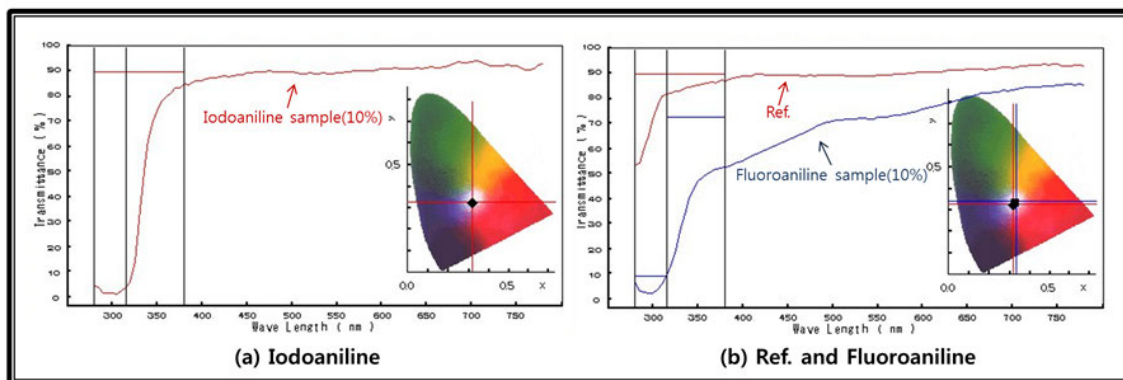 100
90
80
70
60
50
40
30
20
10
0
Transmittance (%)
Iodoaniline sample(10%)
y
0.5
0.0
0.5
X
300 350 400 450 500 550 600 650 700 750
Wave Length ( nm )
(a) Iodoaniline
100
90
80
70
60
50
40
30
20
10
0
Transmittance (%)
Ref.
Fluoroaniline sample(10%)
y
0.5
0.0
0.5
X
300 350 400 450 500 550 600 650 700 750
Wave Length ( nm )
(b) Ref. and Fluoroaniline